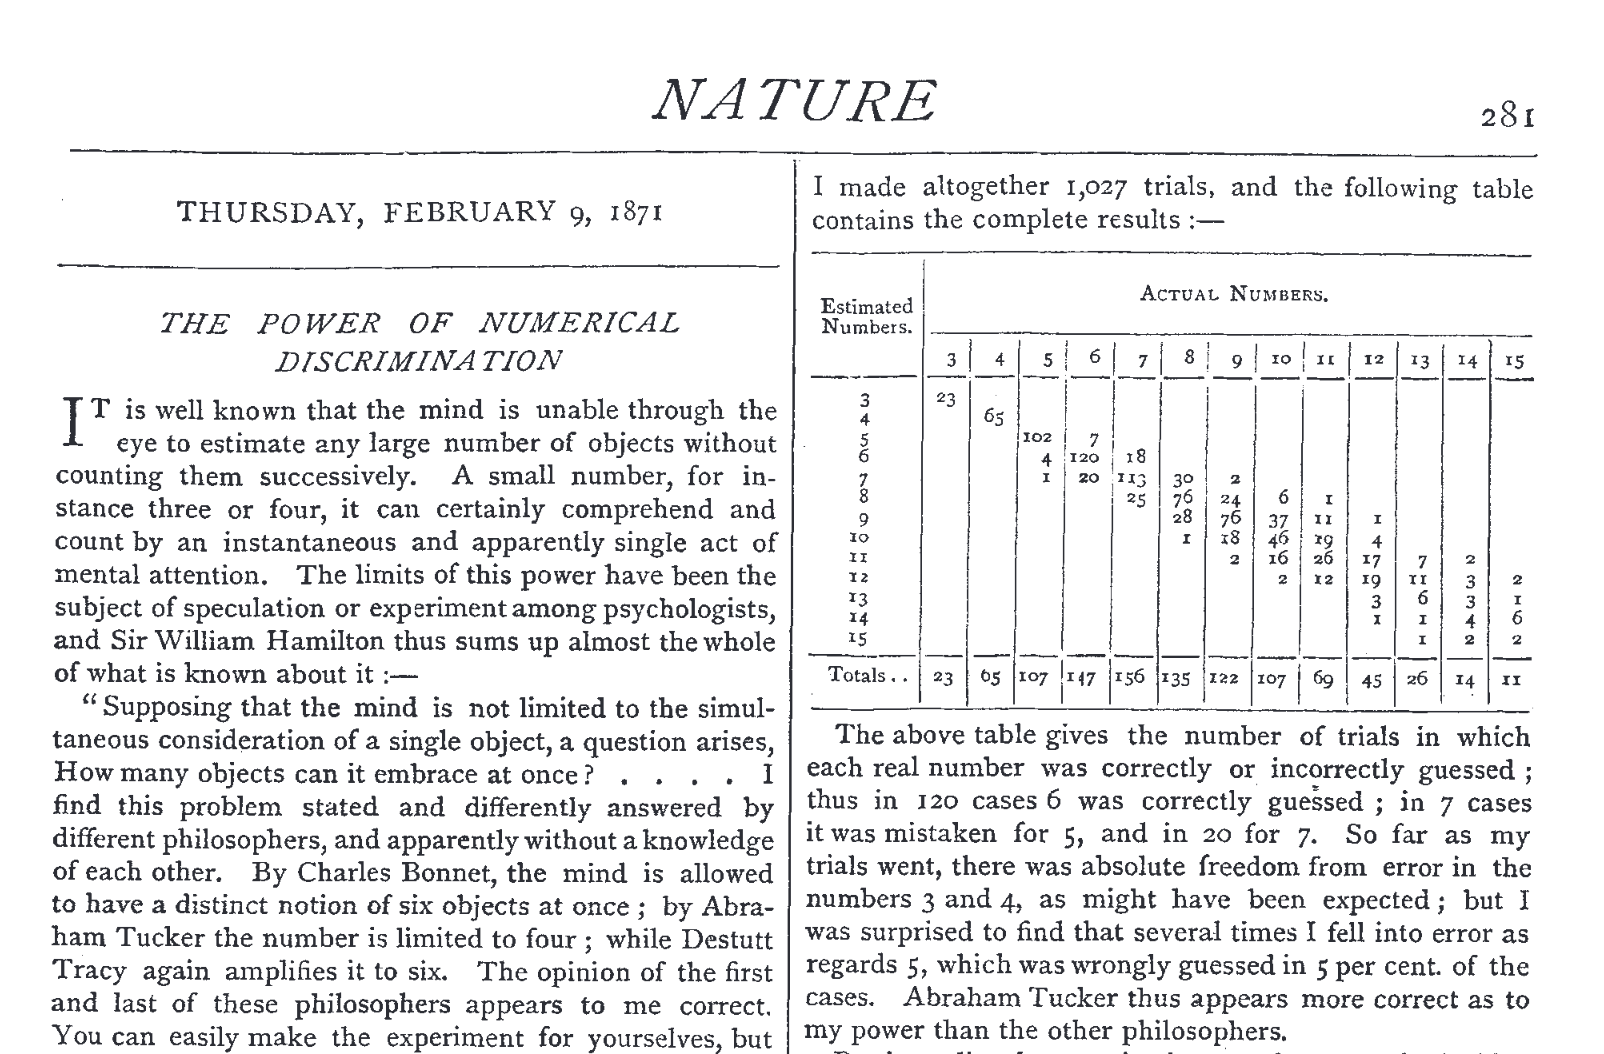 NATURE
281
THURSDAY, FEBRUARY 9, 1871
THE POWER OF NUMERICAL
DISCRIMINATION
IT is well known that the mind is unable through the
eye to estimate any large number of objects without
counting them successively. A small number, for in-
stance three or four, it can certainly comprehend and
count by an instantaneous and apparently single act of
mental attention. The limits of this power have been the
subject of speculation or experiment among psychologists,
and Sir William Hamilton thus sums up almost the whole
of what is known about it :—
“Supposing that the mind is not limited to the simul-
taneous consideration of a single object, a question arises,
How many objects can it embrace at once? . . . . I
find this problem stated and differently answered by
different philosophers, and apparently without a knowledge
of each other. By Charles Bonnet, the mind is allowed
to have a distinct notion of six objects at once; by Abra-
ham Tucker the number is limited to four; while Destutt
Tracy again amplifies it to six. The opinion of the first
and last of these philosophers appears to me correct.
You can easily make the experiment for yourselves, but
I made altogether 1,027 trials, and the following table
contains the complete results :—
Estimated
Numbers.
ACTUAL NUMBERS.
3 4 5 6 7 8 9 10 11 12 13 14 15
3 23
4 65
5 102 7
6 4 120 18
7 1 20 113 30 2
8 25 76 24 6 1
9 28 76 37 11 1
10 1 18 46 19 4
11 2 16 26 17 7 2
12 2 12 19 11 3 2
13 3 6 3 1
14 1 1 4 6
15 1 2 2
Totals . . 23 65 107 147 156 135 122 107 69 45 26 14 11
The above table gives the number of trials in which
each real number was correctly or incorrectly guessed ;
thus in 120 cases 6 was correctly guessed ; in 7 cases
it was mistaken for 5, and in 20 for 7. So far as my
trials went, there was absolute freedom from error in the
numbers 3 and 4, as might have been expected; but I
was surprised to find that several times I fell into error as
regards 5, which was wrongly guessed in 5 per cent. of the
cases. Abraham Tucker thus appears more correct as to
my power than the other philosophers.